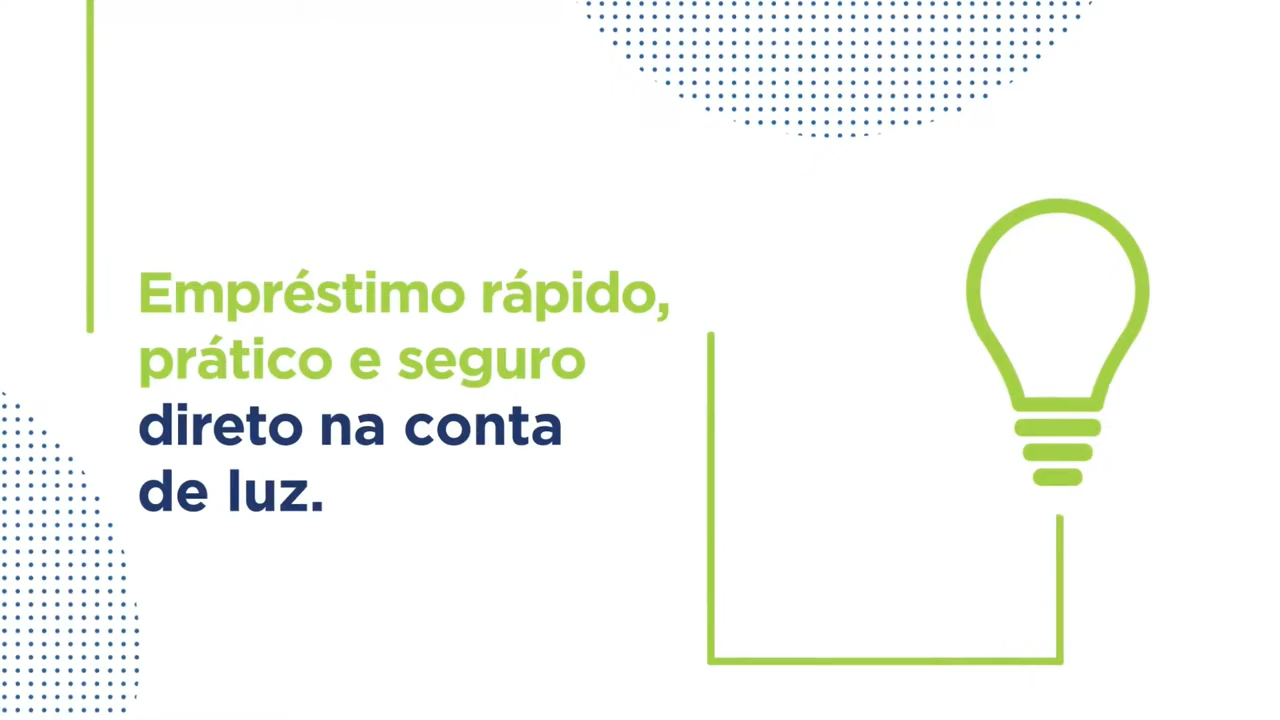 Empréstimo rápido,
prático e seguro
direto na conta
de luz.